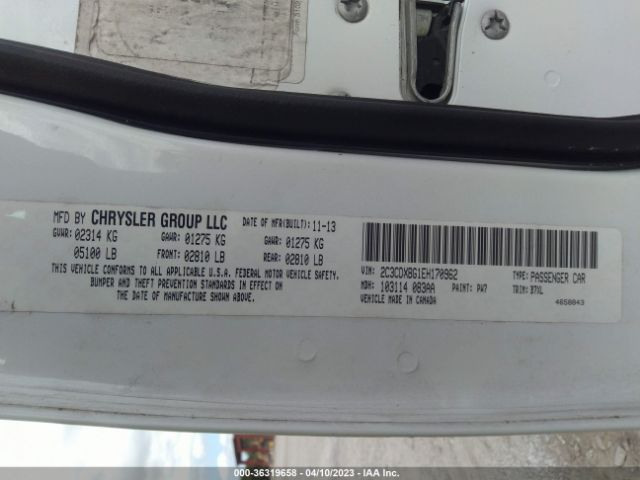 MFD BY CHRYSLER GROUP LLC DATE OF MFR(BUILT): 11-13
GVWR: 02314 KG GAWR: 01275 KG GAWR: 01275 KG
05100 LB FRONT: 02810 LB REAR: 02810 LB
THIS VEHICLE CONFORMS TO ALL APPLICABLE U.S.A. FEDERAL MOTOR VEHICLE SAFETY,
BUMPER AND THEFT PREVENTION STANDARDS IN EFFECT ON
THE DATE OF MANUFACTURE SHOWN ABOVE.
VIN: 2C3CDXBG1EH170962 TYPE: PASSENGER CAR
MDH: 103114 083AA PAINT: PW7 TRIM: B7XL
VEHICLE MADE IN CANADA 4658843
000-36319658 - 04/10/2023 - IAA Inc.